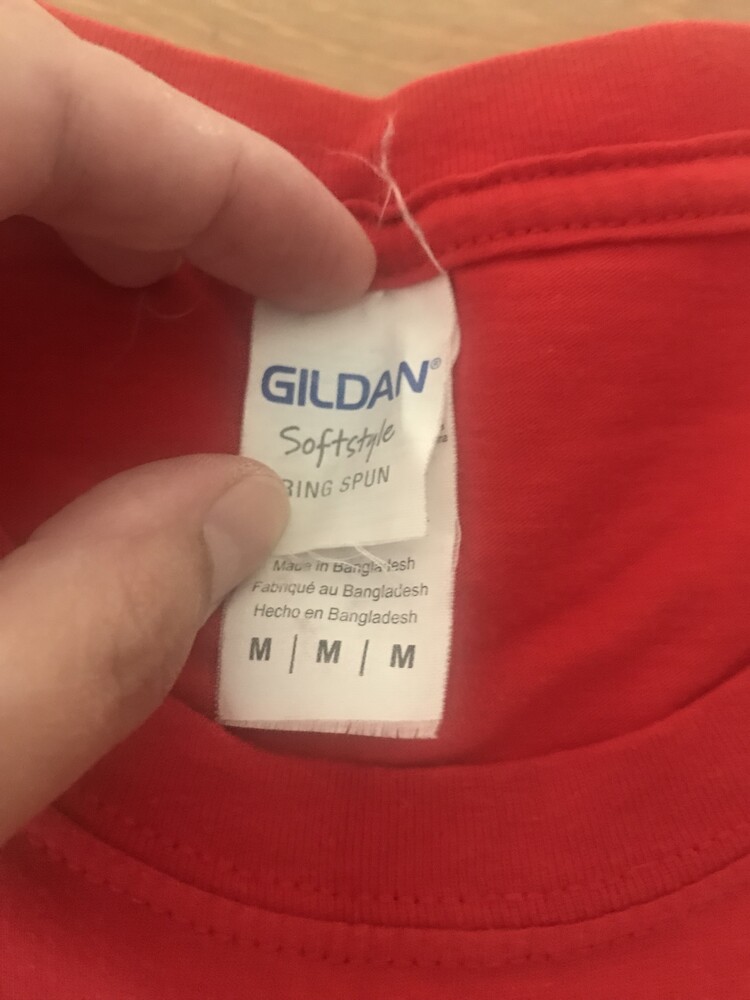 GILDAN®
Softstyle
RING SPUN
Made in Bangladesh
Fabriqué au Bangladesh
Hecho en Bangladesh
M | M | M